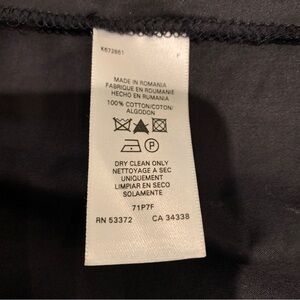 K672661
MADE IN ROMANIA
FABRIQUE EN ROUMANIE
HECHO EN RUMANIA
100% COTTON/COTON/
ALGODON
P
DRY CLEAN ONLY
NETTOYAGE A SEC
UNIQUEMENT
LIMPIAR EN SECO
SOLAMENTE
71P7F
RN 53372 CA 34338